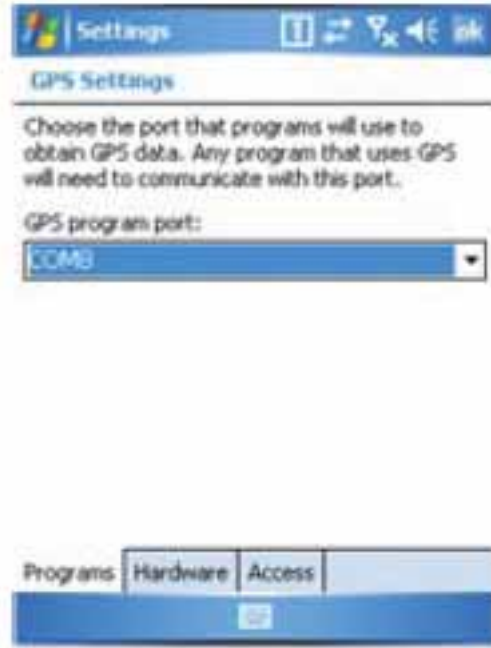 Settings
ok
GPS Settings
Choose the port that programs will use to
obtain GPS data. Any program that uses GPS
will need to communicate with this port.
GPS program port:
Programs Hardware Access